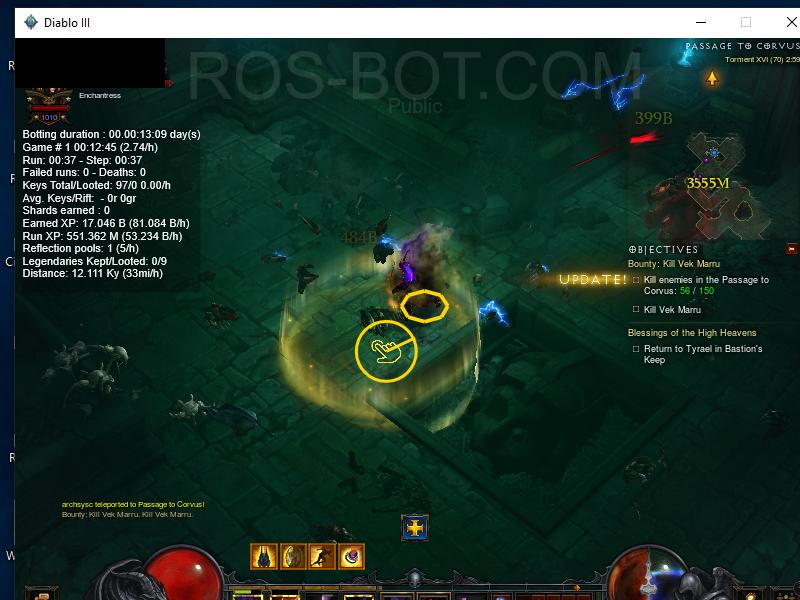 Diablo III
ROS-BOT.COM
Public
PASSAGE TO CORVUS
Torment XVI (70) 2:59
Enchantress
1010
Botting duration : 00.00:13:09 day(s)
Game # 1 00:12:45 (2.74/h)
Run: 00:37 - Step: 00:37
Failed runs: 0 - Deaths: 0
Keys Total/Looted: 97/0 0.00/h
Avg. Keys/Rift:  - 0r 0gr
Shards earned : 0
Earned XP: 17.046 B (81.084 B/h)
Run XP: 551.362 M (53.234 B/h)
Reflection pools: 1 (5/h)
Legendaries Kept/Looted: 0/9
Distance: 12.111 Ky (33mi/h)
399B
3555M
484B
UPDATE!
OBJECTIVES
Bounty: Kill Vek Marru
Kill enemies in the Passage to
Corvus: 56 / 150
Kill Vek Marru
Blessings of the High Heavens
Return to Tyrael in Bastion's
Keep
archsysc teleported to Passage to Corvus!
Bounty: Kill Vek Marru. Kill Vek Marru.